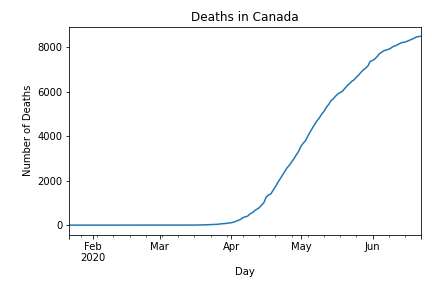 Deaths in Canada
Number of Deaths
8000
6000
4000
2000
0
Feb
2020
Mar
Apr
May
Jun
Day